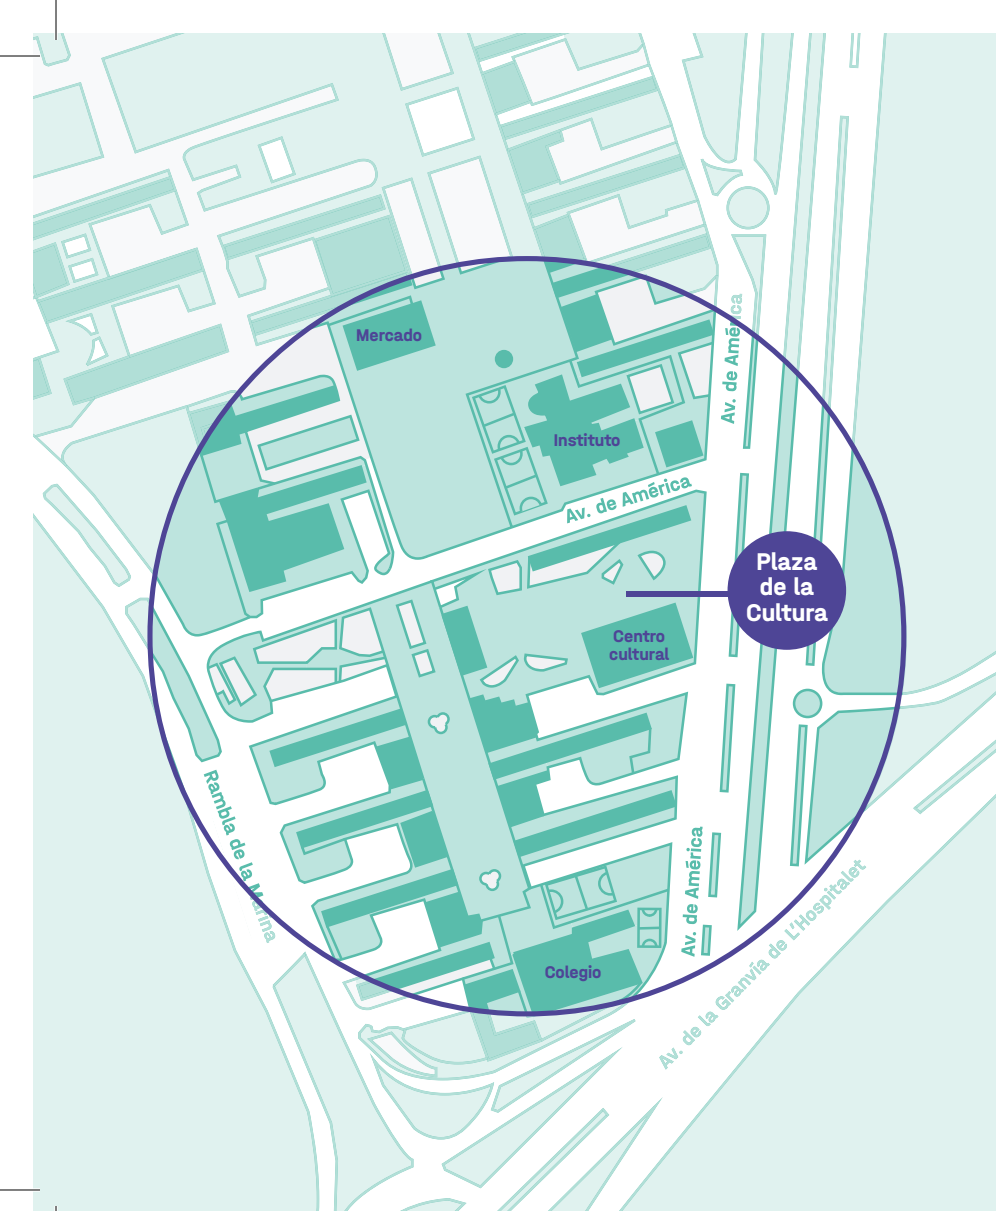 Mercado
Av. de América
Instituto
Av. de América
Plaza
de la
Cultura
Centro
cultural
Rambla de la Marina
Av. de América
Av. de la Granvía de L'Hospitalet
Colegio